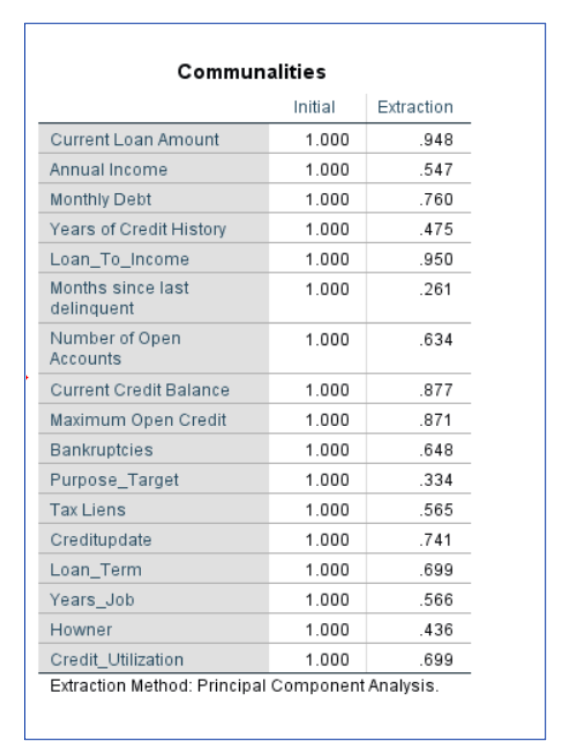 Communalities
Initial Extraction
Current Loan Amount 1.000 .948
Annual Income 1.000 .547
Monthly Debt 1.000 .760
Years of Credit History 1.000 .475
Loan_To_Income 1.000 .950
Months since last 1.000 .261
delinquent
Number of Open 1.000 .634
Accounts
Current Credit Balance 1.000 .877
Maximum Open Credit 1.000 .871
Bankruptcies 1.000 .648
Purpose_Target 1.000 .334
Tax Liens 1.000 .565
Creditupdate 1.000 .741
Loan_Term 1.000 .699
Years_Job 1.000 .566
Howner 1.000 .436
Credit_Utilization 1.000 .699
Extraction Method: Principal Component Analysis.